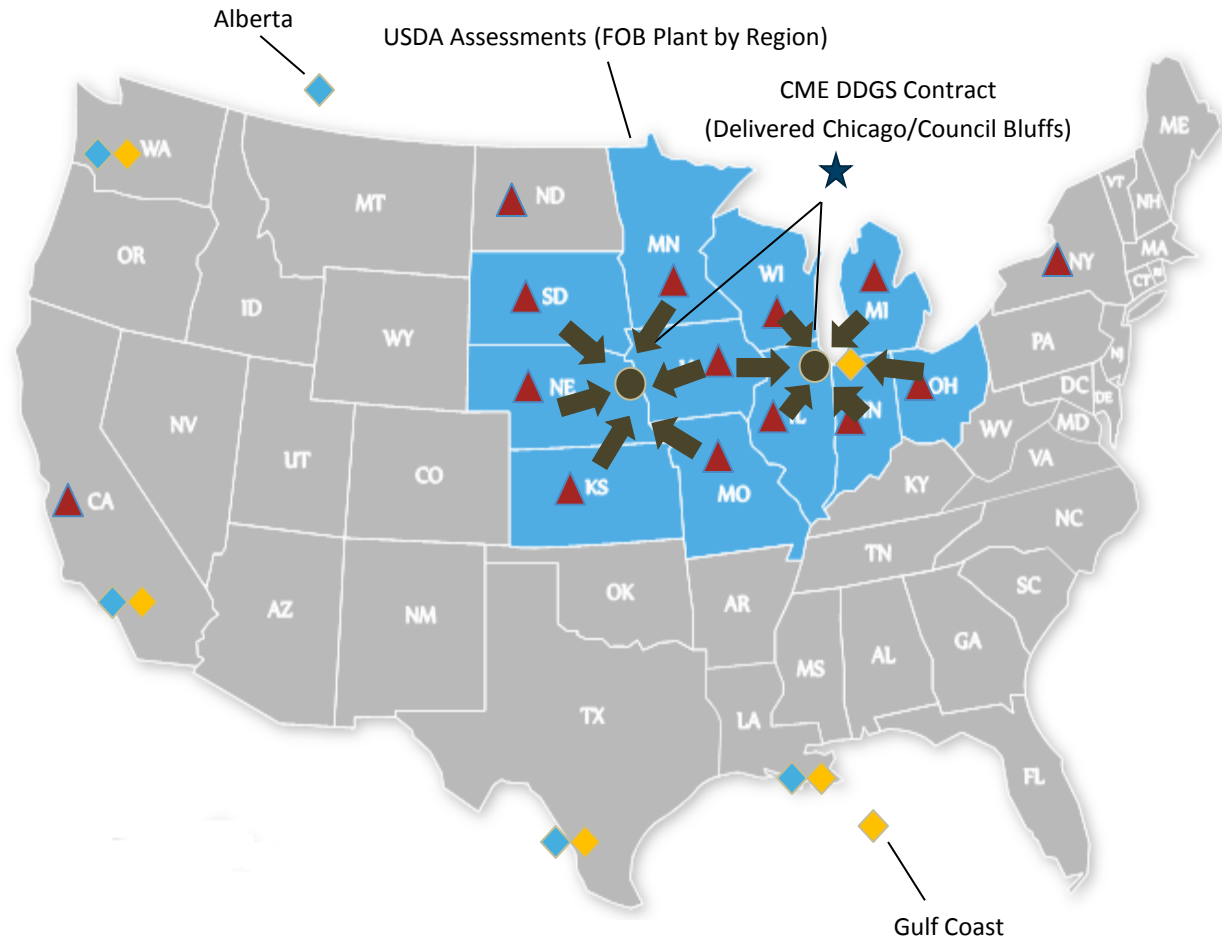 Alberta
USDA Assessments (FOB Plant by Region)
CME DDGS Contract
(Delivered Chicago/Council Bluffs)
ME
WA
VT
NH
MT
ND
MN
NY
MA
OR
WI
CT
SD
MI
ID
WY
PA
NJ
NE
OH
DC
DE
NV
IL
IN
MD
WV
UT
CO
KS
VA
CA
MO
KY
NC
TN
OK
SC
AZ
NM
AR
GA
AL
MS
TX
LA
FL
Gulf Coast